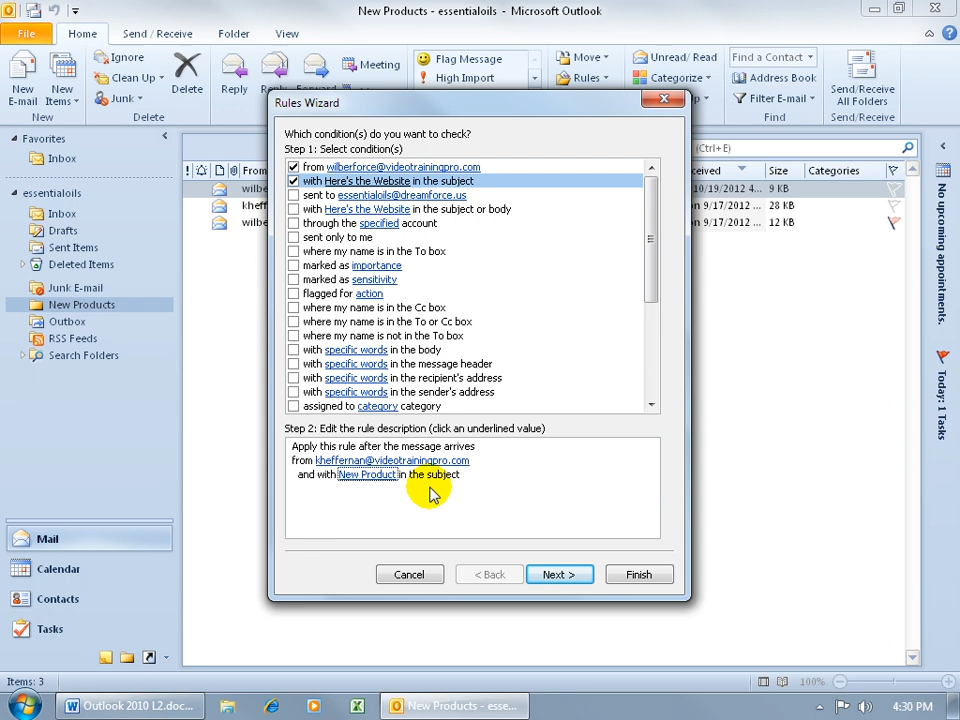 New Products - essentialoils - Microsoft Outlook
File
Home
Send / Receive
Folder
View
New E-mail
New Items
New
Ignore
Clean Up
Junk
Delete
Delete
Reply
Reply
Forward
Meeting
Flag Message
High Import
Move
Rules
Unread/ Read
Categorize
Find a Contact
Address Book
Filter E-mail
Find
Send/Receive All Folders
Send/Receive
Favorites
Inbox
essentialoils
Inbox
Drafts
Sent Items
Deleted Items
Junk E-mail
New Products
Outbox
RSS Feeds
Search Folders
Mail
Calendar
Contacts
Tasks
(Ctrl+E)
From
ceived
Size
Categories
wilbe
10/19/2012 4... 9 KB
kheff
on 9/17/2012 ... 28 KB
wilbe
on 9/17/2012 ... 12 KB
No upcoming appointments.
Today: 1 Tasks
Rules Wizard
Which condition(s) do you want to check?
Step 1: Select condition(s)
from wilberforce@videotrainingpro.com
with Here's the Website in the subject
sent to essentialoils@dreamforce.us
with Here's the Website in the subject or body
through the specified account
sent only to me
where my name is in the To box
marked as importance
marked as sensitivity
flagged for action
where my name is in the Cc box
where my name is in the To or Cc box
where my name is not in the To box
with specific words in the body
with specific words in the message header
with specific words in the recipient's address
with specific words in the sender's address
assigned to category category
Step 2: Edit the rule description (click an underlined value)
Apply this rule after the message arrives
from kheffernan@videotrainingpro.com
and with New Product in the subject
Cancel
< Back
Next >
Finish
Items: 3
100%
Outlook 2010 L2.doc...
New Products - esse...
4:30 PM